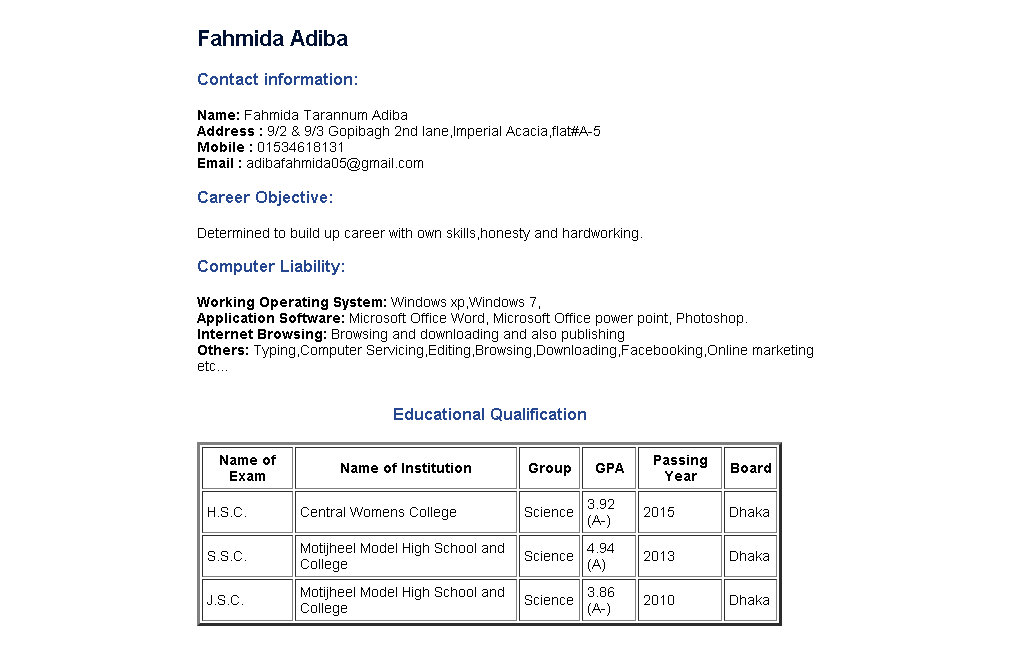 Fahmida Adiba
Contact information:
Name: Fahmida Tarannum Adiba
Address : 9/2 & 9/3 Gopibagh 2nd lane,Imperial Acacia,flat#A-5
Mobile : 01534618131
Email : adibafahmida05@gmail.com
Career Objective:
Determined to build up career with own skills,honesty and hardworking.
Computer Liability:
Working Operating System: Windows xp,Windows 7,
Application Software: Microsoft Office Word, Microsoft Office power point, Photoshop.
Internet Browsing: Browsing and downloading and also publishing
Others: Typing,Computer Servicing,Editing,Browsing,Downloading,Facebooking,Online marketing
etc...
Educational Qualification
Name of Exam Name of Institution Group GPA Passing Year Board
H.S.C. Central Womens College Science 3.92 (A-) 2015 Dhaka
S.S.C. Motijheel Model High School and College Science 4.94 (A) 2013 Dhaka
J.S.C. Motijheel Model High School and College Science 3.86 (A-) 2010 Dhaka